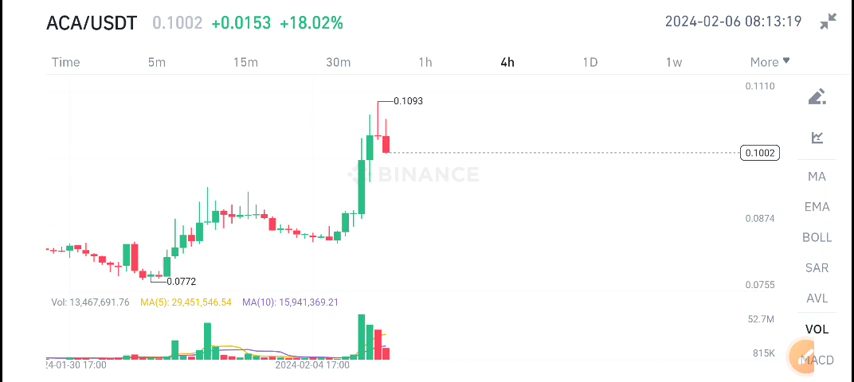 ACA/USDT 0.1002 +0.0153 +18.02% 2024-02-06 08:13:19
Time 5m 15m 30m 1h 4h 1D 1w More
0.1110
0.1093
0.1002
BINANCE
0.0874
0.0772
0.0755
MA
EMA
BOLL
SAR
AVL
VOL
MACD
Vol: 13,467,691.76 MA(5): 29,451,546.54 MA(10): 15,941,369.21
52.7M
815K
24-01-30 17:00 2024-02-04 17:00